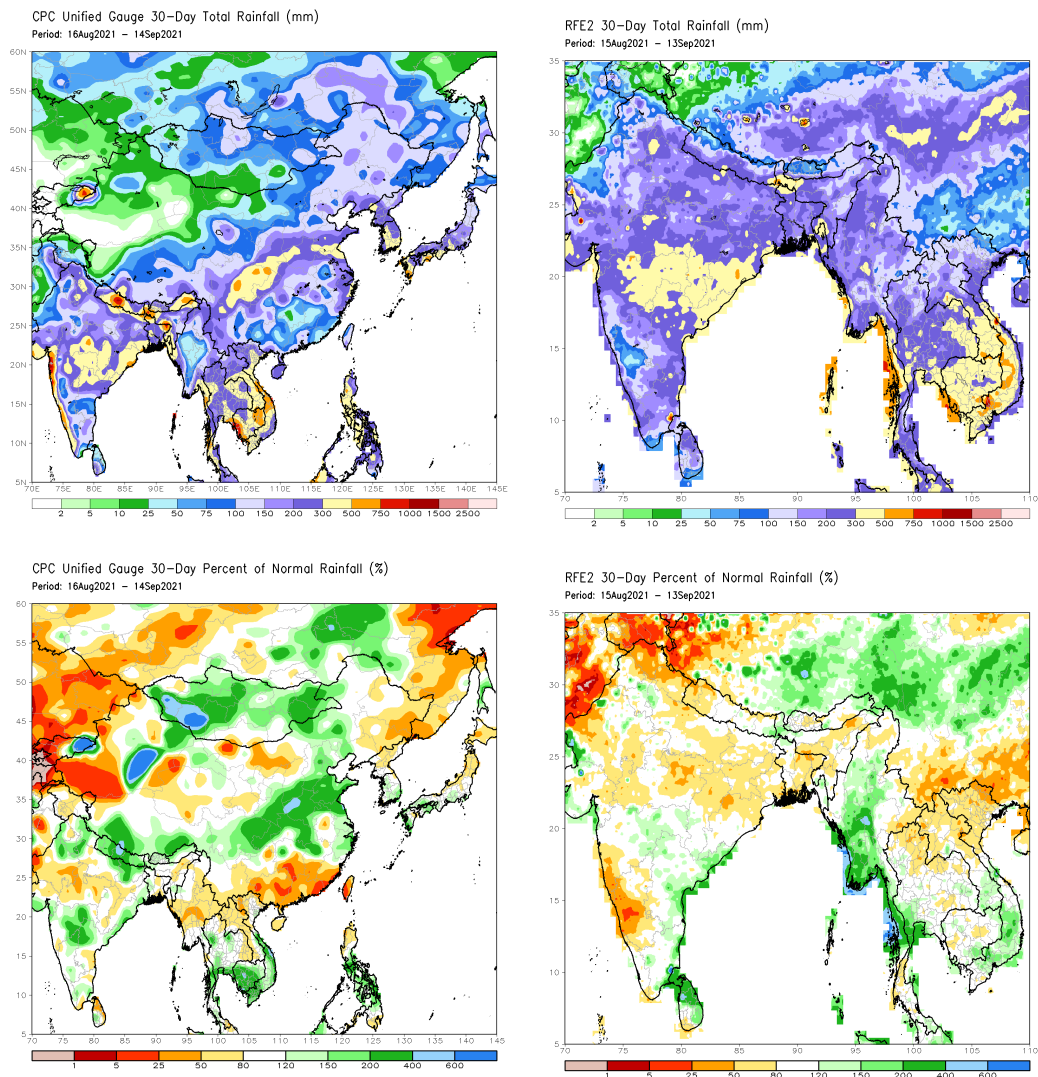 CPC Unified Gauge 30-Day Total Rainfall (mm)
Period: 16Aug2021 – 14Sep2021
60N
55N
50N
45N
40N
35N
30N
25N
20N
15N
10N
5N
70E 75E 80E 85E 90E 95E 100E 105E 110E 115E 120E 125E 130E 135E 140E 145E
2 5 10 25 50 75 100 150 200 300 500 750 1000 1500 2500
RFE2 30-Day Total Rainfall (mm)
Period: 15Aug2021 – 13Sep2021
35
30
25
20
15
10
5
70 75 80 85 90 95 100 105 110
2 5 10 25 50 75 100 150 200 300 500 750 1000 1500 2500
CPC Unified Gauge 30-Day Percent of Normal Rainfall (%)
Period: 16Aug2021 – 14Sep2021
60
55
50
45
40
35
30
25
20
15
10
5
70 75 80 85 90 95 100 105 110 115 120 125 130 135 140 145
1 5 25 50 80 120 150 200 400 600
RFE2 30-Day Percent of Normal Rainfall (%)
Period: 15Aug2021 – 13Sep2021
35
30
25
20
15
10
5
70 75 80 85 90 95 100 105 110
1 5 25 50 80 120 150 200 400 600